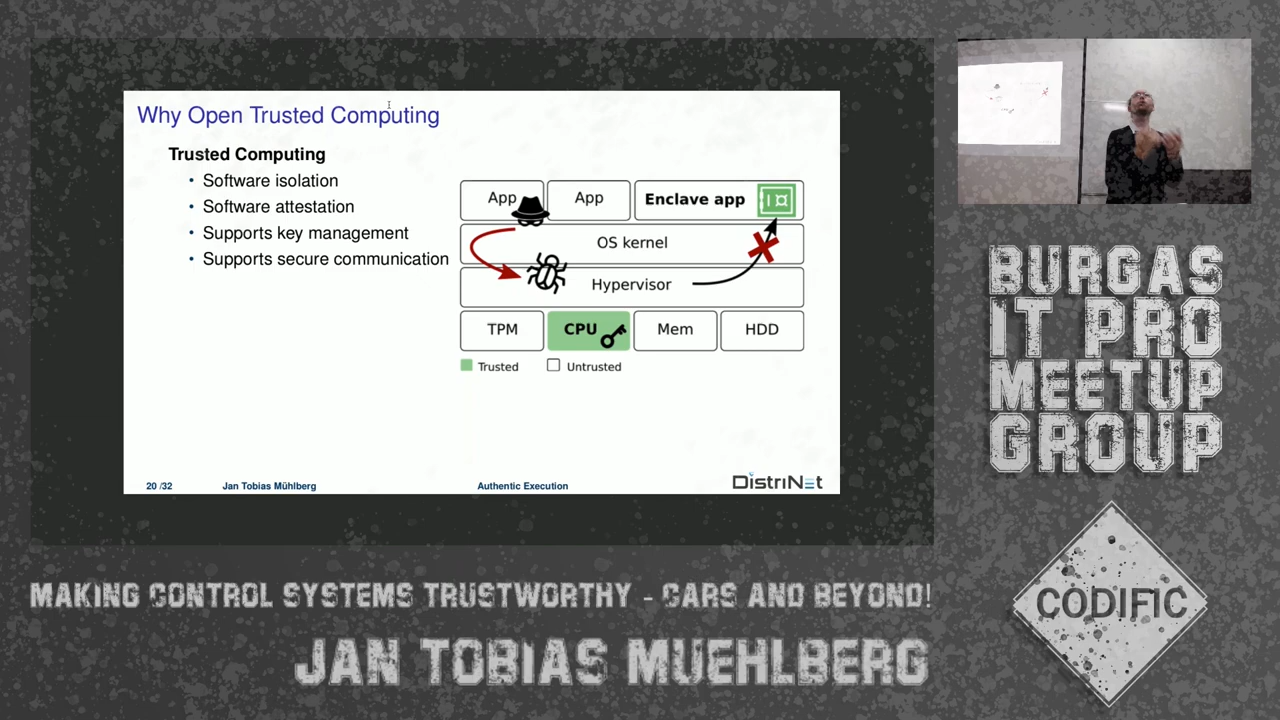 Why Open Trusted Computing
Trusted Computing
• Software isolation
• Software attestation
• Supports key management
• Supports secure communication
App App Enclave app
OS kernel
Hypervisor
TPM CPU Mem HDD
Trusted Untrusted
20 /32 Jan Tobias Mühlberg Authentic Execution DistriNet
BURGAS
IT PRO
MEETUP
GROUP
CODIFIC
MAKING CONTROL SYSTEMS TRUSTWORTHY - CARS AND BEYOND!
JAN TOBIAS MUEHLBERG